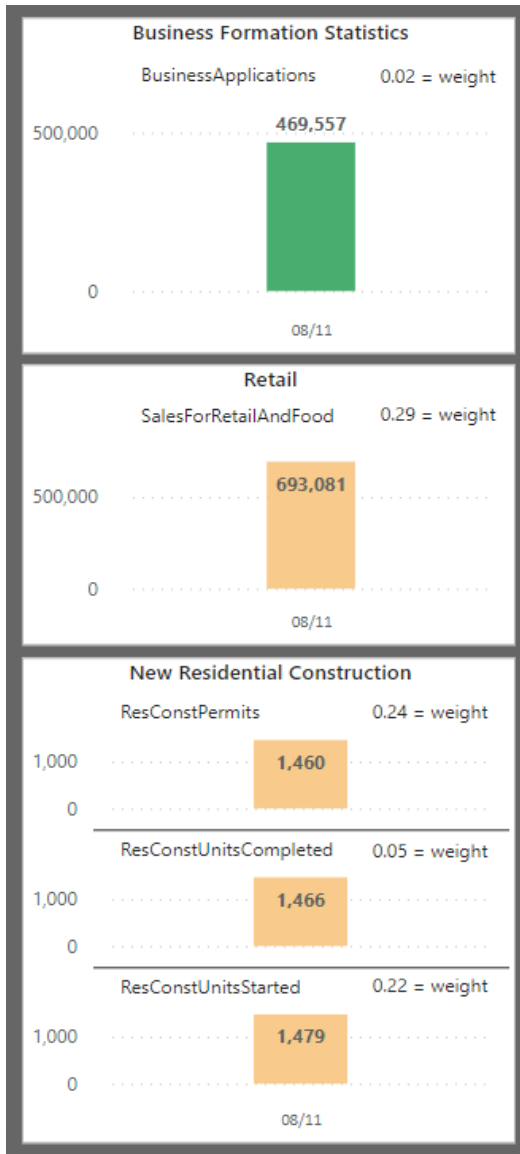 Business Formation Statistics
BusinessApplications 0.02 = weight
469,557
500,000
0
08/11
Retail
SalesForRetailAndFood 0.29 = weight
693,081
500,000
0
08/11
New Residential Construction
ResConstPermits 0.24 = weight
1,000 1,460
0
ResConstUnitsCompleted 0.05 = weight
1,000 1,466
0
ResConstUnitsStarted 0.22 = weight
1,000 1,479
0
08/11